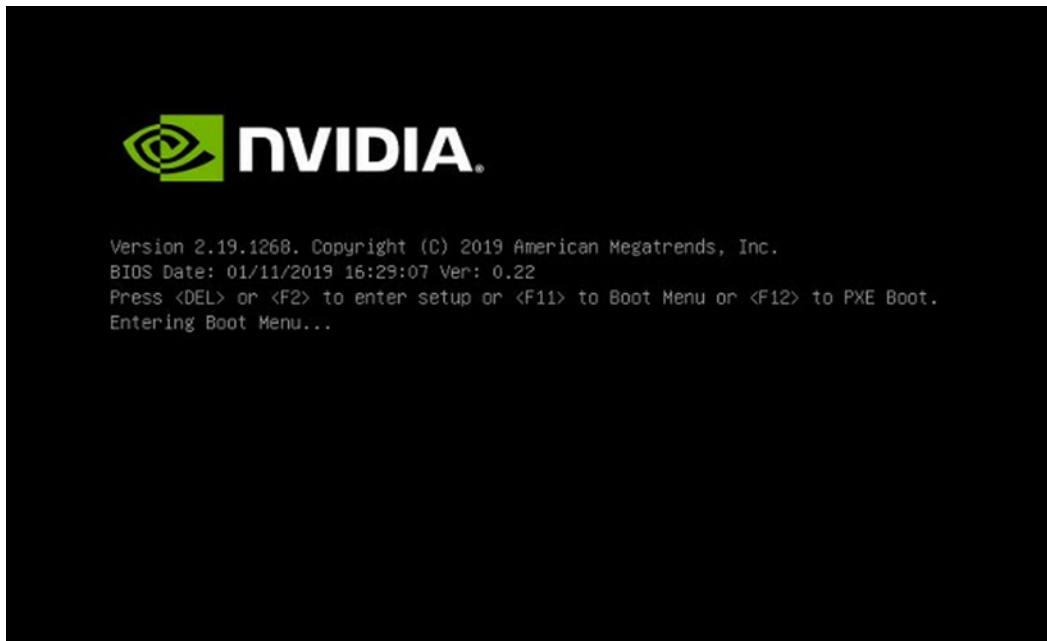 NVIDIA.
Version 2.19.1268. Copyright (C) 2019 American Megatrends, Inc.
BIOS Date: 01/11/2019 16:29:07 Ver: 0.22
Press <DEL> or <F2> to enter setup or <F11> to Boot Menu or <F12> to PXE Boot.
Entering Boot Menu...